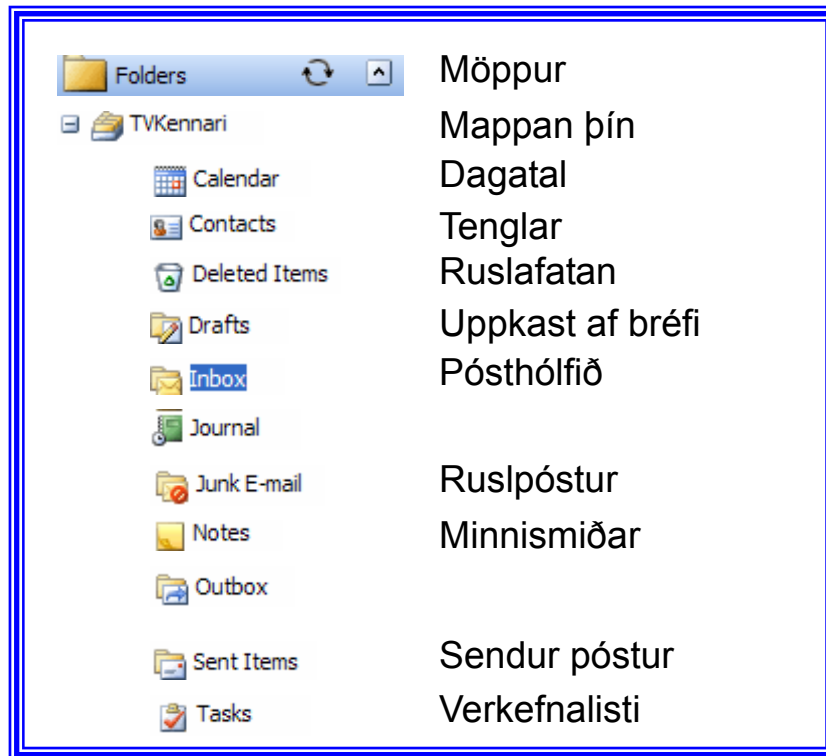 Folders Möppur
TVKennari Mappan þín
Calendar Dagatal
Contacts Tenglar
Deleted Items Ruslafatan
Drafts Uppkast af bréfi
Inbox Pósthólfið
Journal
Junk E-mail Ruslpóstur
Notes Minnismiðar
Outbox
Sent Items Sendur póstur
Tasks Verkefnalisti